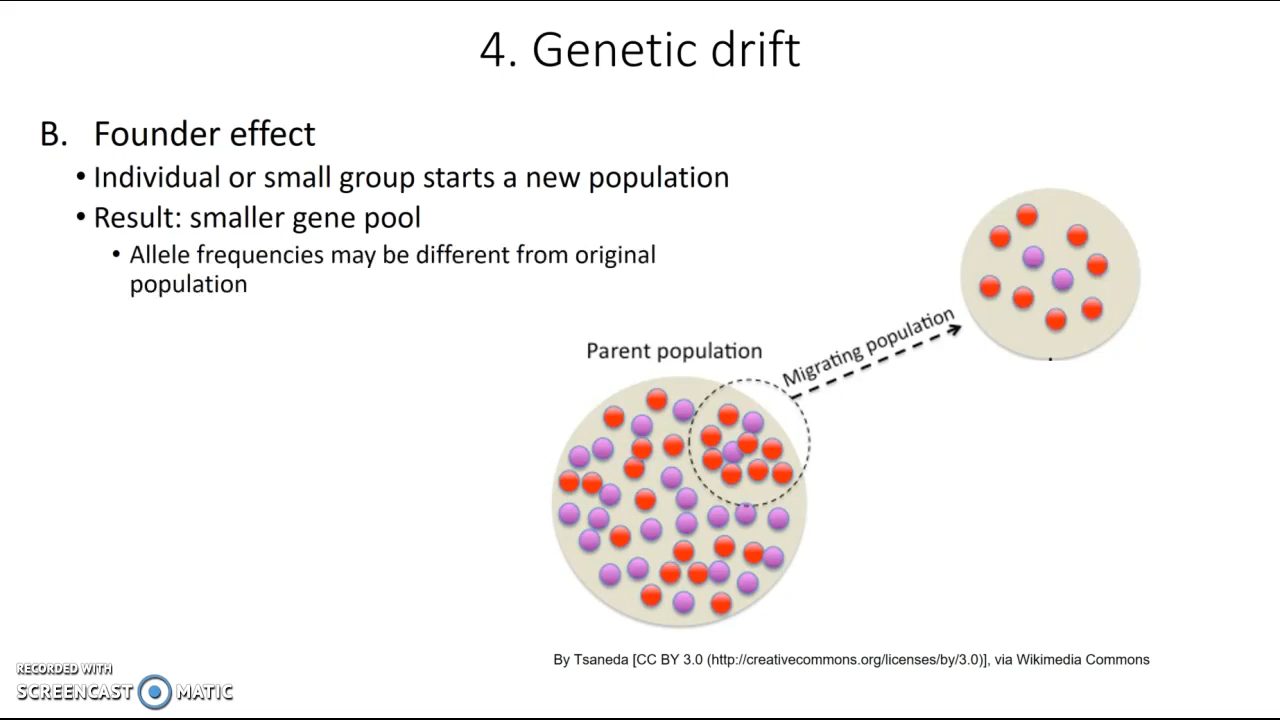 4. Genetic drift
B. Founder effect
• Individual or small group starts a new population
• Result: smaller gene pool
• Allele frequencies may be different from original
population
Migrating population
Parent population
By Tsaneda [CC BY 3.0 (http://creativecommons.org/licenses/by/3.0)], via Wikimedia Commons
RECORDED WITH
SCREENCAST MATIC